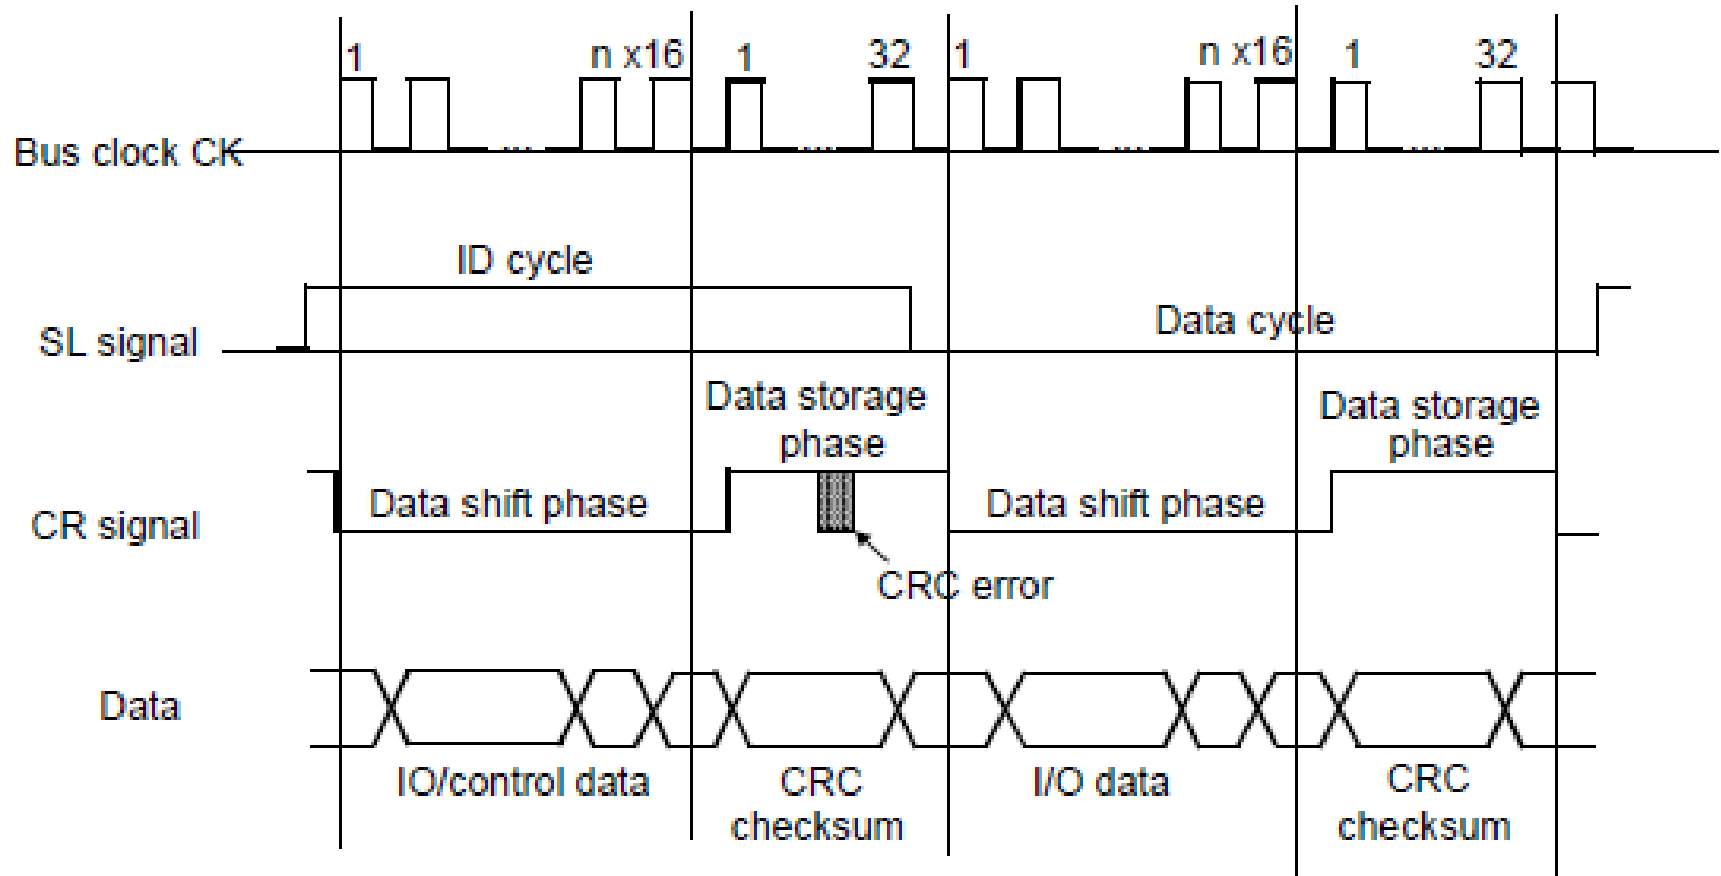 1 n x16 1 32 1 n x16 1 32
Bus clock CK
ID cycle
SL signal
Data cycle
Data storage
phase
Data storage
phase
CR signal
Data shift phase
Data shift phase
CRC error
Data
IO/control data
CRC
checksum
I/O data
CRC
checksum